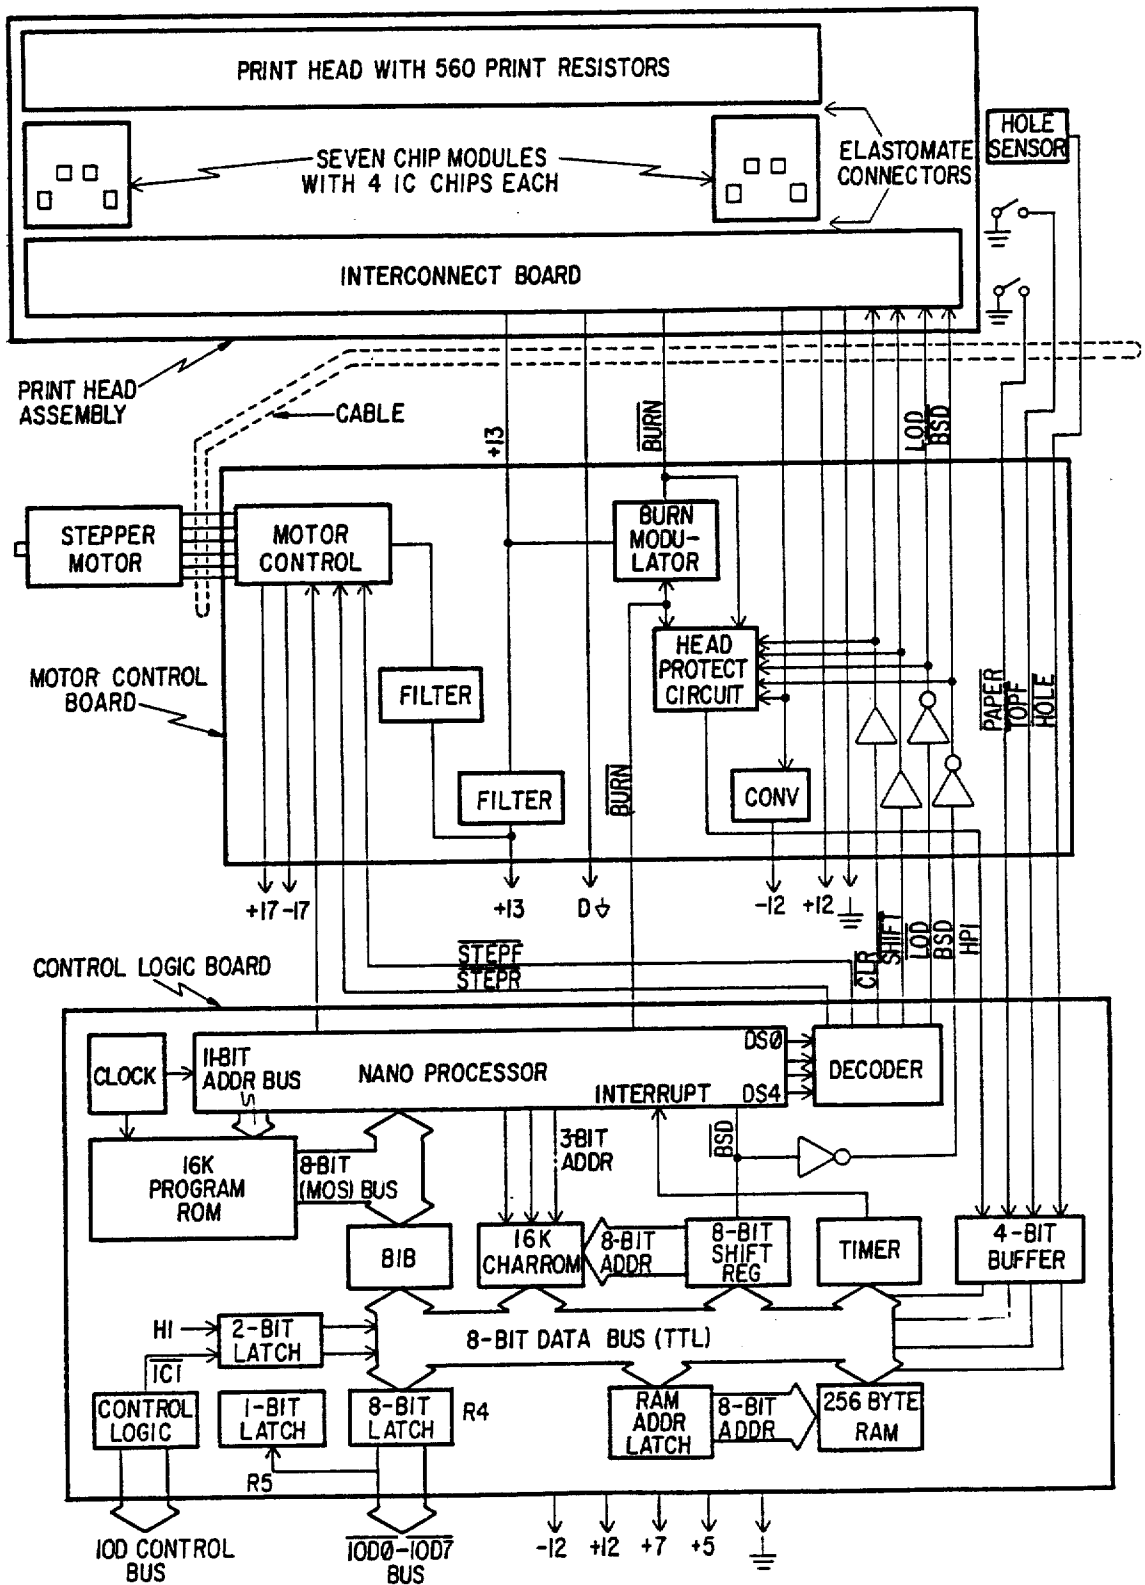 PRINT HEAD WITH 560 PRINT RESISTORS
SEVEN CHIP MODULES
WITH 4 IC CHIPS EACH
ELASTOMATE
CONNECTORS
HOLE
SENSOR
INTERCONNECT BOARD
PRINT HEAD
ASSEMBLY
CABLE
+13
BURN
LOD
BSD
STEPPER
MOTOR
MOTOR
CONTROL
BURN
MODU-
LATOR
HEAD
PROTECT
CIRCUIT
MOTOR CONTROL
BOARD
FILTER
FILTER
BURN
CONV
PAPER
TOPF
HOLE
+17
-17
+13
D
-12
+12
CLR
SHIFT
LOD
BSD
HPI
STEPF
STEPR
CONTROL LOGIC BOARD
CLOCK
11-BIT
ADDR BUS
NANO PROCESSOR
INTERRUPT
DS0
DS4
DECODER
16K
PROGRAM
ROM
8-BIT
(MOS) BUS
3-BIT
ADDR
BSD
BIB
16K
CHARROM
8-BIT
ADDR
8-BIT
SHIFT
REG
TIMER
4-BIT
BUFFER
HI
2-BIT
LATCH
8-BIT DATA BUS (TTL)
ICI
CONTROL
LOGIC
1-BIT
LATCH
8-BIT
LATCH
R4
RAM
ADDR
LATCH
8-BIT
ADDR
256 BYTE
RAM
R5
IOD CONTROL
BUS
IOD0-IOD7
BUS
-12
+12
+7
+5